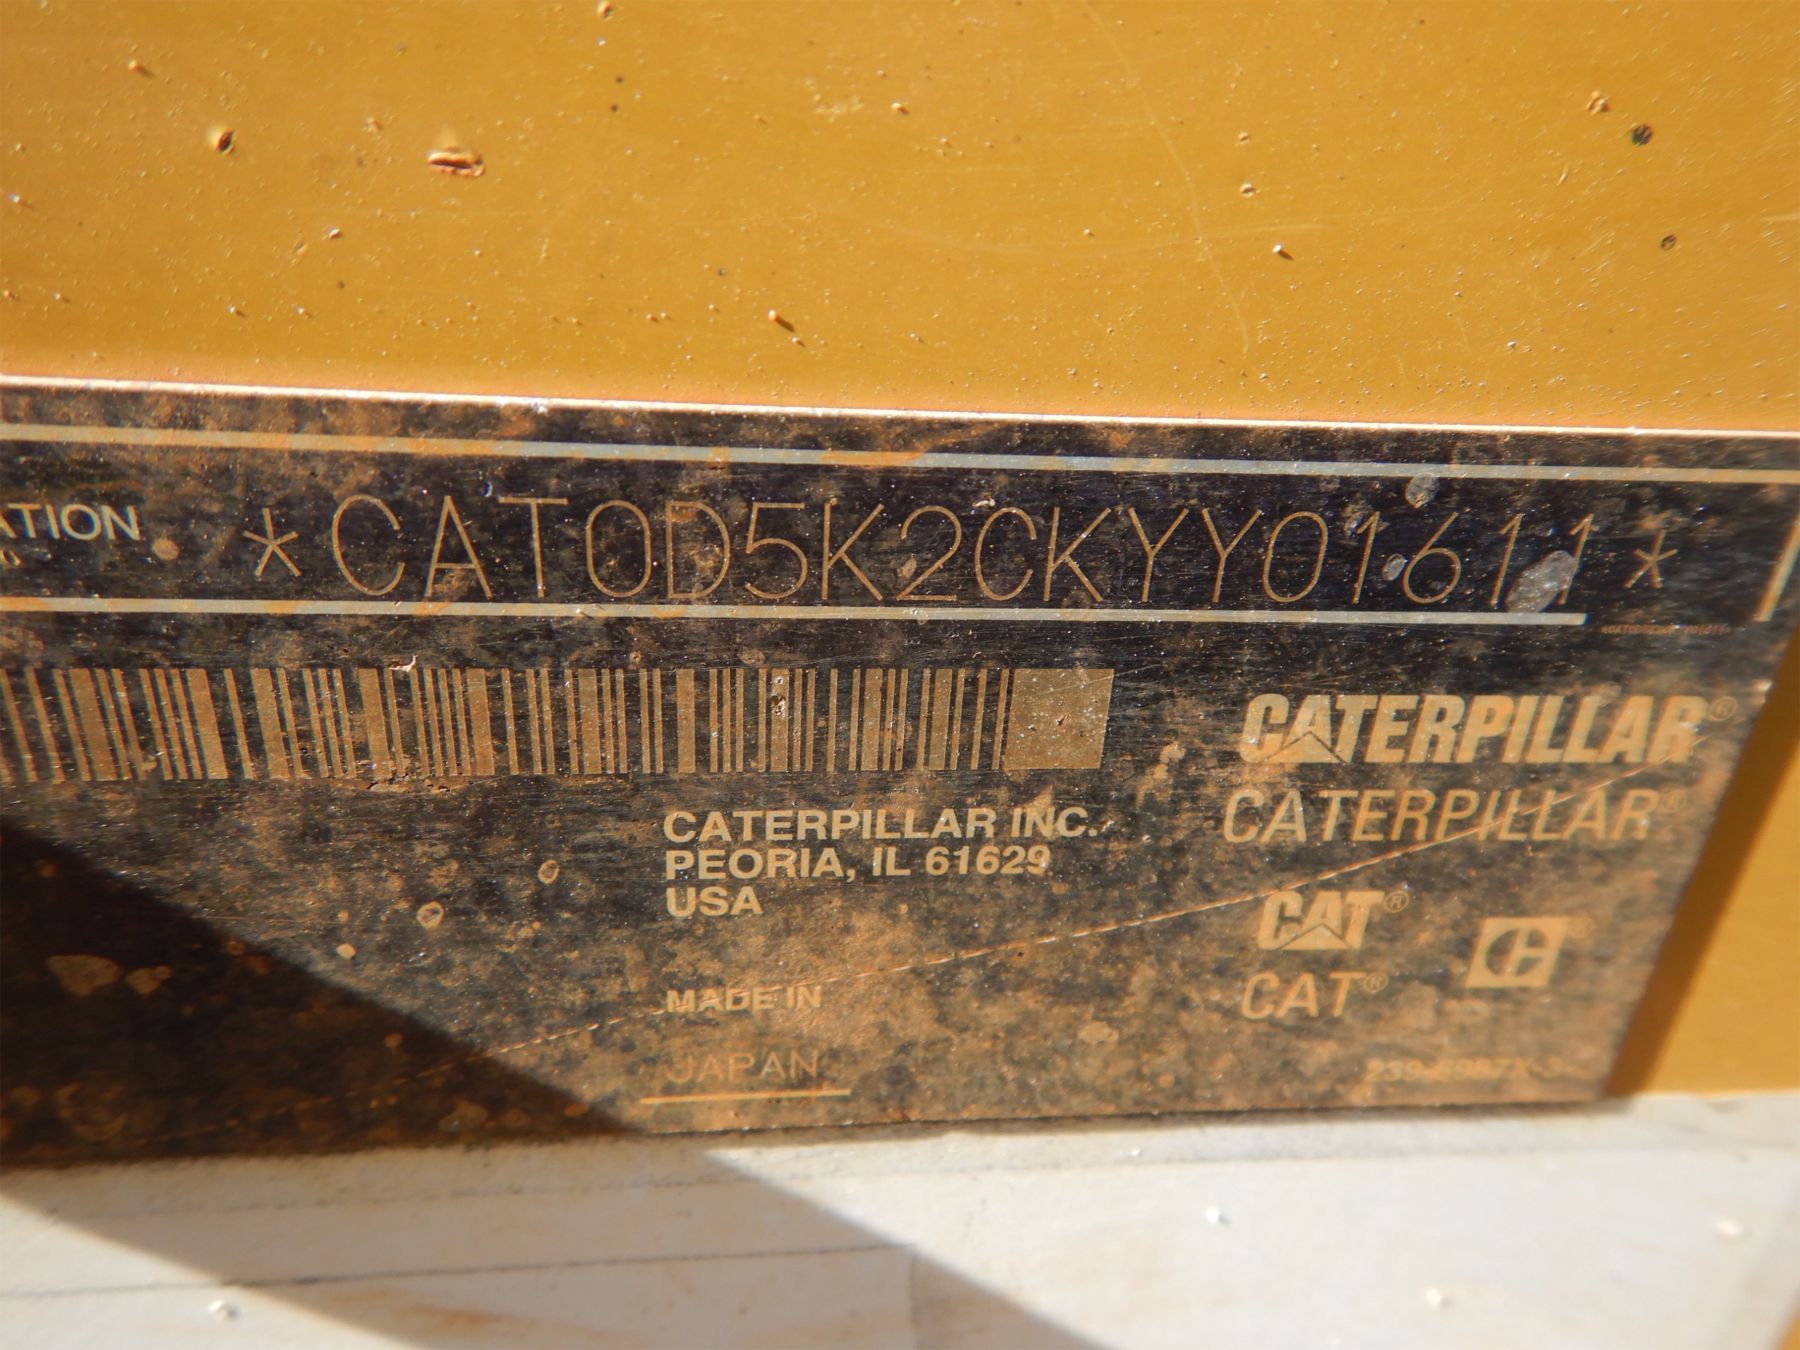 ATION
*CAT0D5K2CKYY01611*
CATERPILLAR®
CATERPILLAR INC.
PEORIA, IL 61629
USA
CATERPILLAR®
CAT®
MADE IN
CAT®
JAPAN